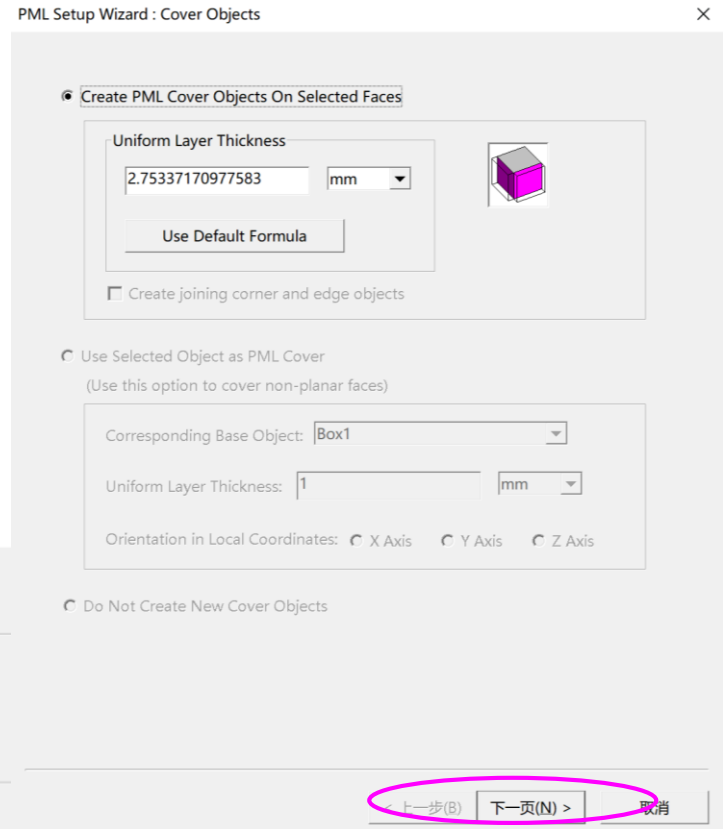 PML Setup Wizard : Cover Objects
Create PML Cover Objects On Selected Faces
Uniform Layer Thickness
2.75337170977583 mm
Use Default Formula
Create joining corner and edge objects
Use Selected Object as PML Cover
(Use this option to cover non-planar faces)
Corresponding Base Object: Box1
Uniform Layer Thickness: 1 mm
Orientation in Local Coordinates: X Axis Y Axis Z Axis
Do Not Create New Cover Objects
< 上一步(B) 下一页(N) > 取消